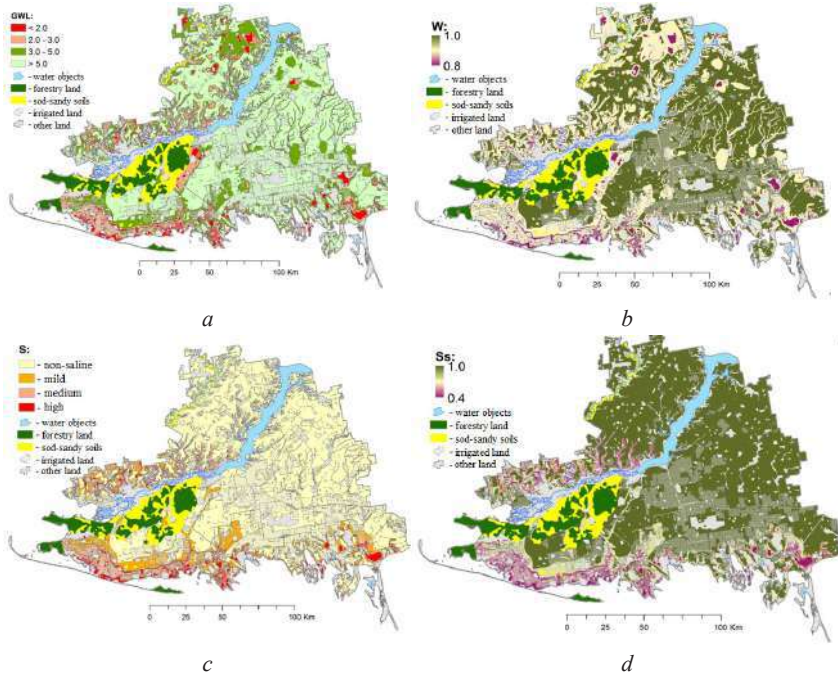 GWL:
< 2.0
2.0 - 3.0
3.0 - 5.0
> 5.0
- water objects
- forestry land
- sod-sandy soils
- irrigated land
- other land
0 25 50 100 Km
a
W:
1.0
0.8
- water objects
- forestry land
- sod-sandy soils
- irrigated land
- other land
0 25 50 100 Km
b
S:
- non-saline
- mild
- medium
- high
- water objects
- forestry land
- sod-sandy soils
- irrigated land
- other land
0 25 50 100 Km
c
Ss:
1.0
0.4
- water objects
- forestry land
- sod-sandy soils
- irrigated land
- other land
0 25 50 100 Km
d